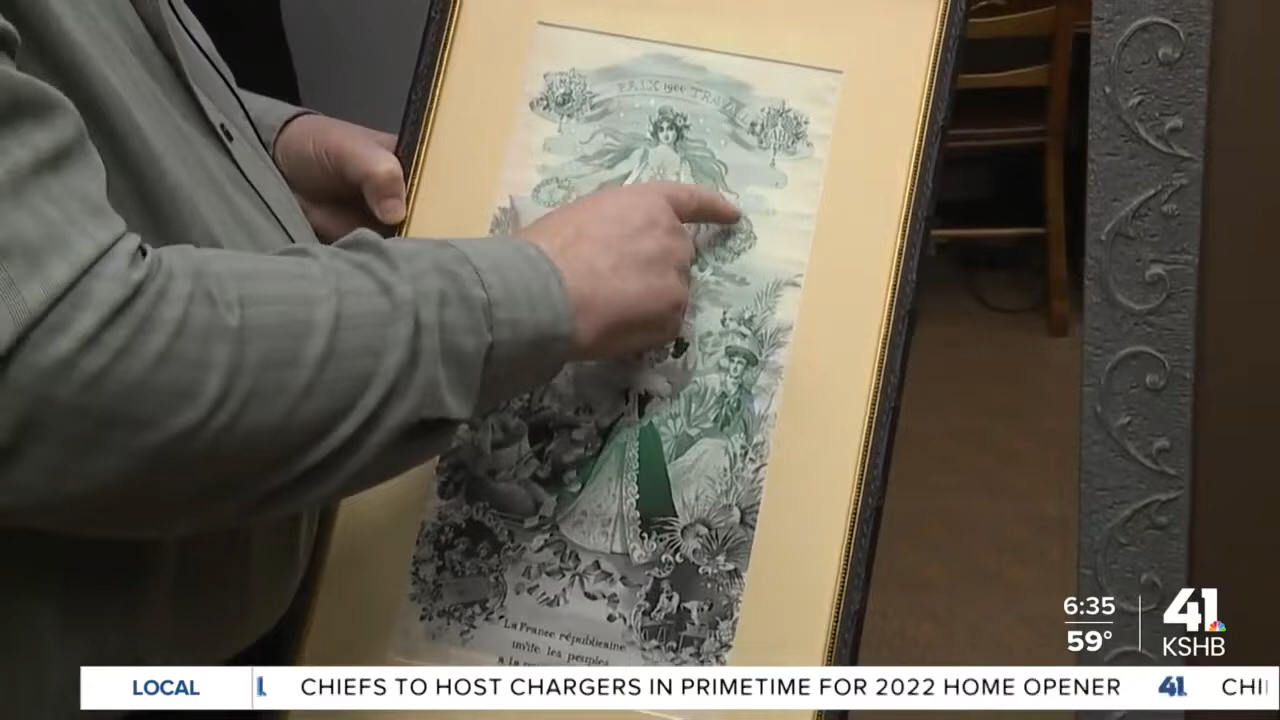 PAIX 1900 TRAVAIL
La France républicaine
invite les peuples
6:35
59°
41
KSHB
LOCAL
CHIEFS TO HOST CHARGERS IN PRIMETIME FOR 2022 HOME OPENER 41 CHI